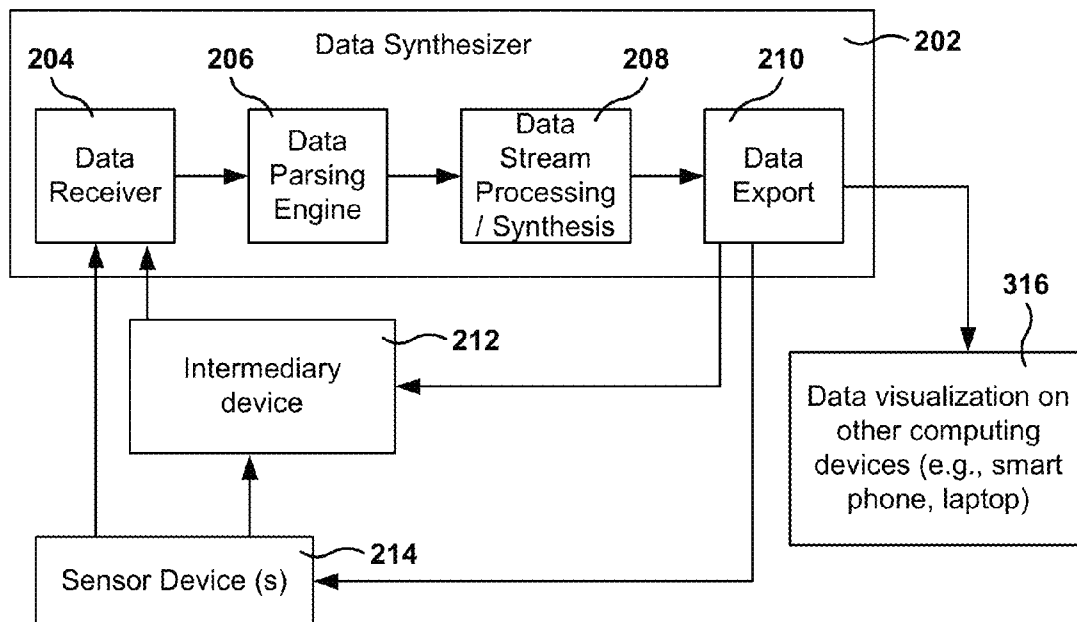 Data Synthesizer
202
204
206
208
210
Data
Receiver
Data
Parsing
Engine
Data
Stream
Processing
/ Synthesis
Data
Export
316
212
Intermediary
device
Data visualization on
other computing
devices (e.g., smart
phone, laptop)
214
Sensor Device (s)